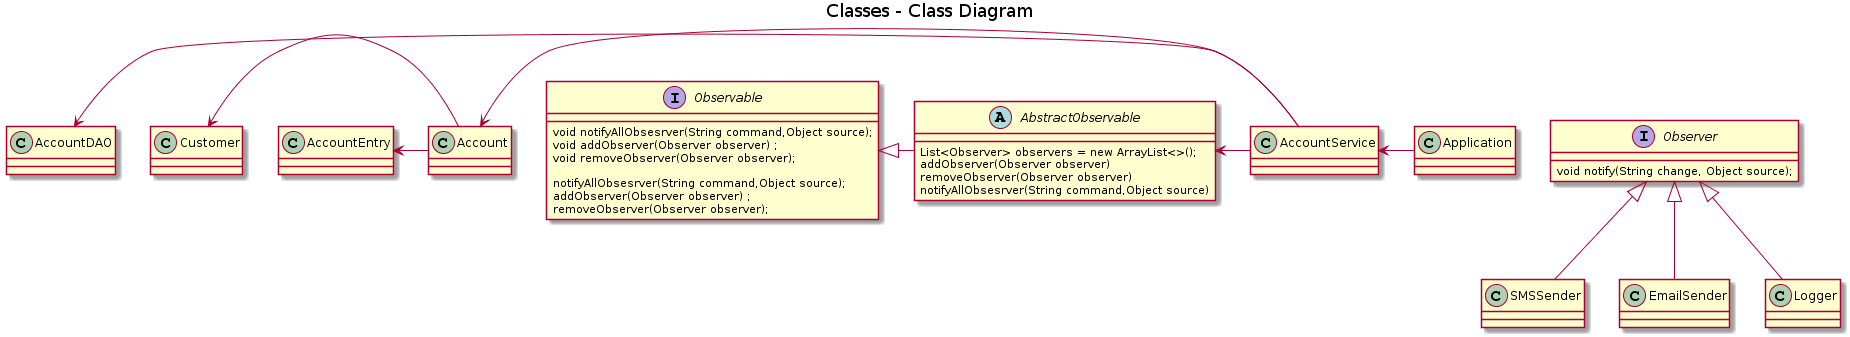 Classes - Class Diagram
C AccountDAO
C Customer
C AccountEntry
C Account
I Observable
void notifyAllObsesrver(String command,Object source);
void addObserver(Observer observer) ;
void removeObserver(Observer observer);
notifyAllObsesrver(String command,Object source);
addObserver(Observer observer) ;
removeObserver(Observer observer);
A AbstractObservable
List<Observer> observers = new ArrayList<>();
addObserver(Observer observer)
removeObserver(Observer observer)
notifyAllObsesrver(String command,Object source)
C AccountService
C Application
I Observer
void notify(String change, Object source);
C SMSSender
C EmailSender
C Logger